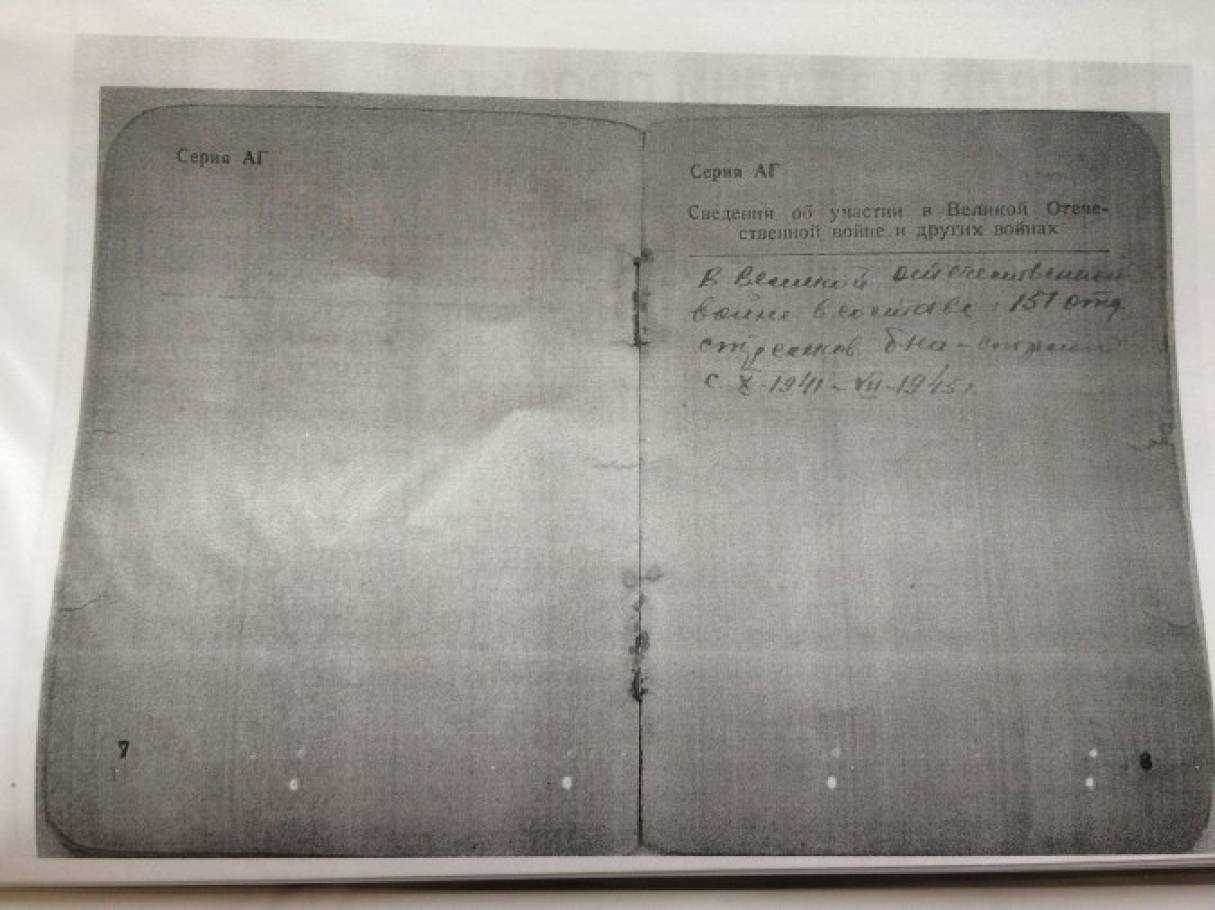 Серия АГ
7
Серия АГ
Сведения об участии в Великой Отече-
ственной войне и других войнах
В Великой отечественной
войне в составе 151 отд.
стрелков.
с X-1941 - VII-1945 г.
8